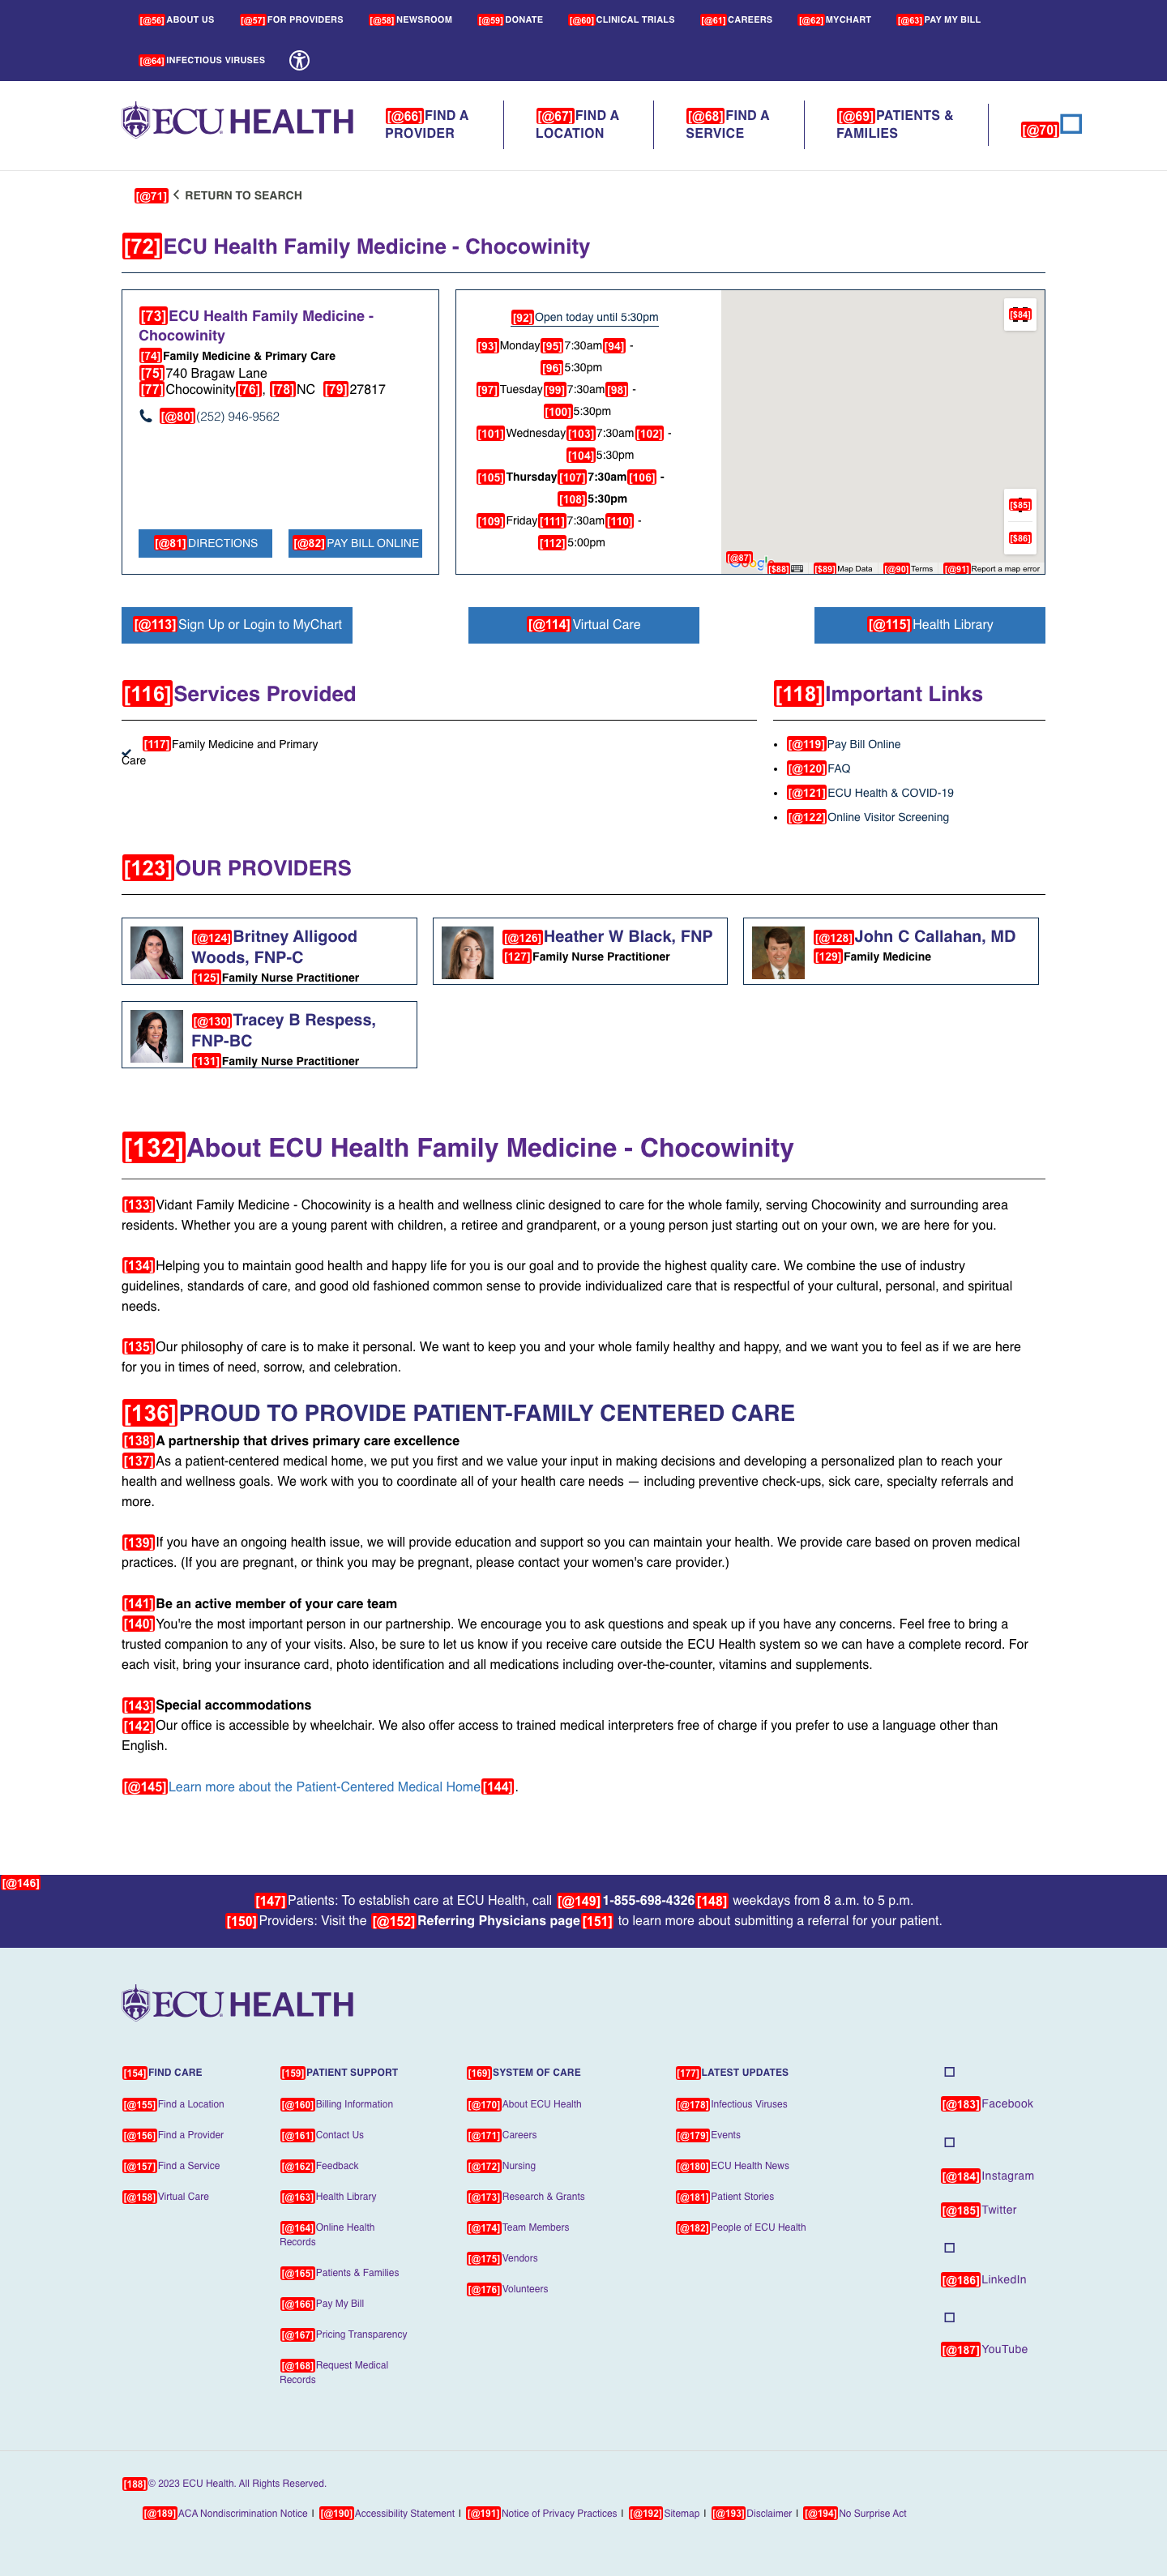 [@56] ABOUT US [@57] FOR PROVIDERS [@58] NEWSROOM [@59] DONATE [@60] CLINICAL TRIALS [@61] CAREERS [@62] MYCHART [@63] PAY MY BILL
[@64] INFECTIOUS VIRUSES
ECU HEALTH
[@66]FIND A PROVIDER
[@67]FIND A LOCATION
[@68]FIND A SERVICE
[@69]PATIENTS & FAMILIES
[@70]
[@71] RETURN TO SEARCH
[72]ECU Health Family Medicine - Chocowinity
[73]ECU Health Family Medicine -
Chocowinity
[74]Family Medicine & Primary Care
[75]740 Bragaw Lane
[77]Chocowinity[76], [78]NC [79]27817
[@80](252) 946-9562
[@81]DIRECTIONS [@82]PAY BILL ONLINE
[92]Open today until 5:30pm
[93]Monday[95]7:30am[94] -
[96]5:30pm
[97]Tuesday[99]7:30am[98] -
[100]5:30pm
[101]Wednesday[103]7:30am[102] -
[104]5:30pm
[105]Thursday[107]7:30am[106] -
[108]5:30pm
[109]Friday[111]7:30am[110] -
[112]5:00pm
[$84]
[$85]
[$86]
[@87]
Google
[$88] [$89] Map Data [@90] Terms [@91] Report a map error
[@113]Sign Up or Login to MyChart [@114]Virtual Care [@115]Health Library
[116]Services Provided
[117]Family Medicine and Primary
Care
[118]Important Links
[@119]Pay Bill Online
[@120]FAQ
[@121]ECU Health & COVID-19
[@122]Online Visitor Screening
[123]OUR PROVIDERS
[@124]Britney Alligood
Woods, FNP-C
[125]Family Nurse Practitioner
[@126]Heather W Black, FNP
[127]Family Nurse Practitioner
[@128]John C Callahan, MD
[129]Family Medicine
[@130]Tracey B Respess,
FNP-BC
[131]Family Nurse Practitioner
[132]About ECU Health Family Medicine - Chocowinity
[133]Vidant Family Medicine - Chocowinity is a health and wellness clinic designed to care for the whole family, serving Chocowinity and surrounding area
residents. Whether you are a young parent with children, a retiree and grandparent, or a young person just starting out on your own, we are here for you.
[134]Helping you to maintain good health and happy life for you is our goal and to provide the highest quality care. We combine the use of industry
guidelines, standards of care, and good old fashioned common sense to provide individualized care that is respectful of your cultural, personal, and spiritual
needs.
[135]Our philosophy of care is to make it personal. We want to keep you and your whole family healthy and happy, and we want you to feel as if we are here
for you in times of need, sorrow, and celebration.
[136]PROUD TO PROVIDE PATIENT-FAMILY CENTERED CARE
[138]A partnership that drives primary care excellence
[137]As a patient-centered medical home, we put you first and we value your input in making decisions and developing a personalized plan to reach your
health and wellness goals. We work with you to coordinate all of your health care needs — including preventive check-ups, sick care, specialty referrals and
more.
[139]If you have an ongoing health issue, we will provide education and support so you can maintain your health. We provide care based on proven medical
practices. (If you are pregnant, or think you may be pregnant, please contact your women's care provider.)
[141]Be an active member of your care team
[140]You're the most important person in our partnership. We encourage you to ask questions and speak up if you have any concerns. Feel free to bring a
trusted companion to any of your visits. Also, be sure to let us know if you receive care outside the ECU Health system so we can have a complete record. For
each visit, bring your insurance card, photo identification and all medications including over-the-counter, vitamins and supplements.
[143]Special accommodations
[142]Our office is accessible by wheelchair. We also offer access to trained medical interpreters free of charge if you prefer to use a language other than
English.
[@145]Learn more about the Patient-Centered Medical Home[144].
[@146]
[147]Patients: To establish care at ECU Health, call [@149]1-855-698-4326[148] weekdays from 8 a.m. to 5 p.m.
[150]Providers: Visit the [@152]Referring Physicians page[151] to learn more about submitting a referral for your patient.
ECU HEALTH
[154]FIND CARE
[@155]Find a Location
[@156]Find a Provider
[@157]Find a Service
[@158]Virtual Care
[159]PATIENT SUPPORT
[@160]Billing Information
[@161]Contact Us
[@162]Feedback
[@163]Health Library
[@164]Online Health
Records
[@165]Patients & Families
[@166]Pay My Bill
[@167]Pricing Transparency
[@168]Request Medical
Records
[169]SYSTEM OF CARE
[@170]About ECU Health
[@171]Careers
[@172]Nursing
[@173]Research & Grants
[@174]Team Members
[@175]Vendors
[@176]Volunteers
[177]LATEST UPDATES
[@178]Infectious Viruses
[@179]Events
[@180]ECU Health News
[@181]Patient Stories
[@182]People of ECU Health
[@183]Facebook
[@184]Instagram
[@185]Twitter
[@186]LinkedIn
[@187]YouTube
[188]© 2023 ECU Health. All Rights Reserved.
[@189]ACA Nondiscrimination Notice | [@190]Accessibility Statement | [@191]Notice of Privacy Practices | [@192]Sitemap | [@193]Disclaimer | [@194]No Surprise Act